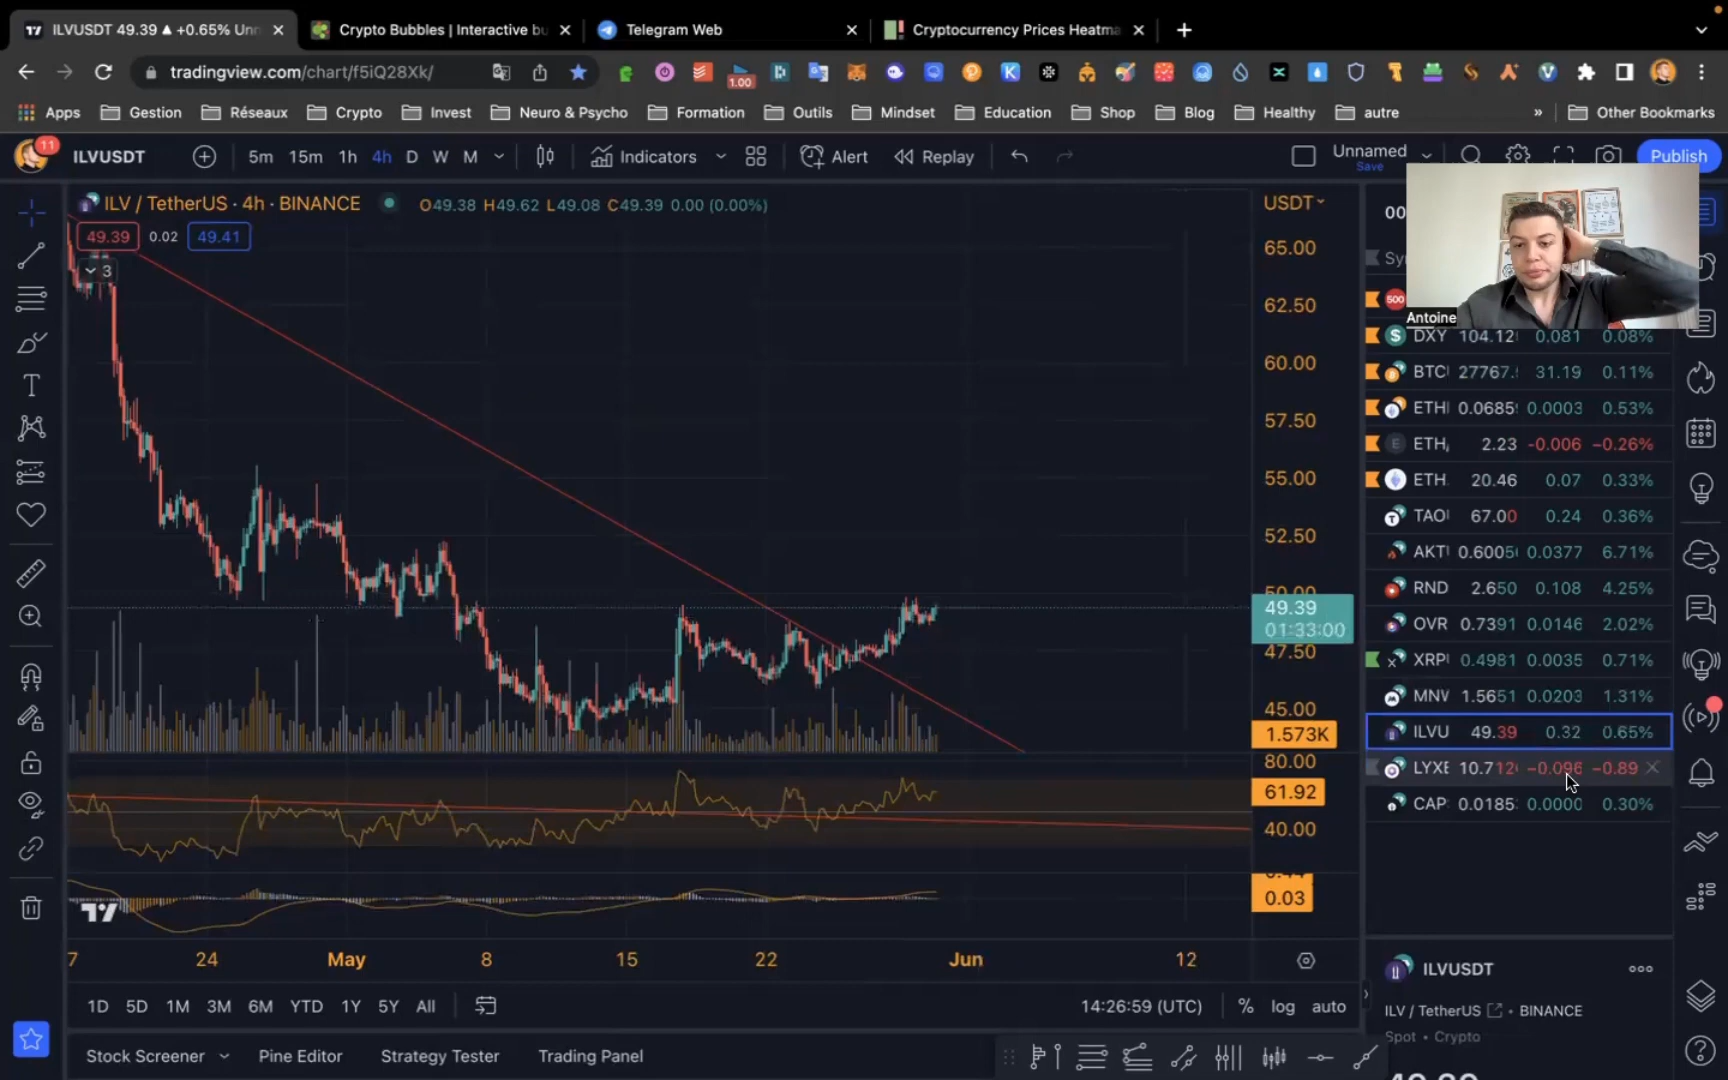 ILVUSDT 49.39 ▲ +0.65% Unn
Crypto Bubbles | Interactive bu
Telegram Web
Cryptocurrency Prices Heatma
tradingview.com/chart/f5iQ28Xk/
1.00
Apps
Gestion
Réseaux
Crypto
Invest
Neuro & Psycho
Formation
Outils
Mindset
Education
Shop
Blog
Healthy
autre
»
Other Bookmarks
11
ILVUSDT
5m 15m 1h 4h D W M
Indicators
Alert
Replay
Unnamed
Save
Publish
ILV / TetherUS · 4h · BINANCE
O49.38 H49.62 L49.08 C49.39 0.00 (0.00%)
49.39 0.02 49.41
3
USDT
65.00
62.50
60.00
57.50
55.00
52.50
50.00
49.39
01:33:00
47.50
45.00
1.573K
80.00
61.92
40.00
0.03
7 24 May 8 15 22 Jun 12
1D 5D 1M 3M 6M YTD 1Y 5Y All
14:26:59 (UTC)
% log auto
Stock Screener
Pine Editor
Strategy Tester
Trading Panel
00
Sy
Antoine
500
DXY 104.12 0.081 0.08%
BTC 27767. 31.19 0.11%
ETH 0.0685 0.0003 0.53%
ETH 2.23 -0.006 −0.26%
ETH. 20.46 0.07 0.33%
TAO 67.00 0.24 0.36%
AKT 0.6005 0.0377 6.71%
RND 2.650 0.108 4.25%
OVR 0.7391 0.0146 2.02%
XRP 0.4981 0.0035 0.71%
MNV 1.5651 0.0203 1.31%
ILVU 49.39 0.32 0.65%
LYXE 10.712 −0.096 −0.89
CAP 0.0185 0.0000 0.30%
ILVUSDT
ILV / TetherUS • BINANCE
Spot • Crypto